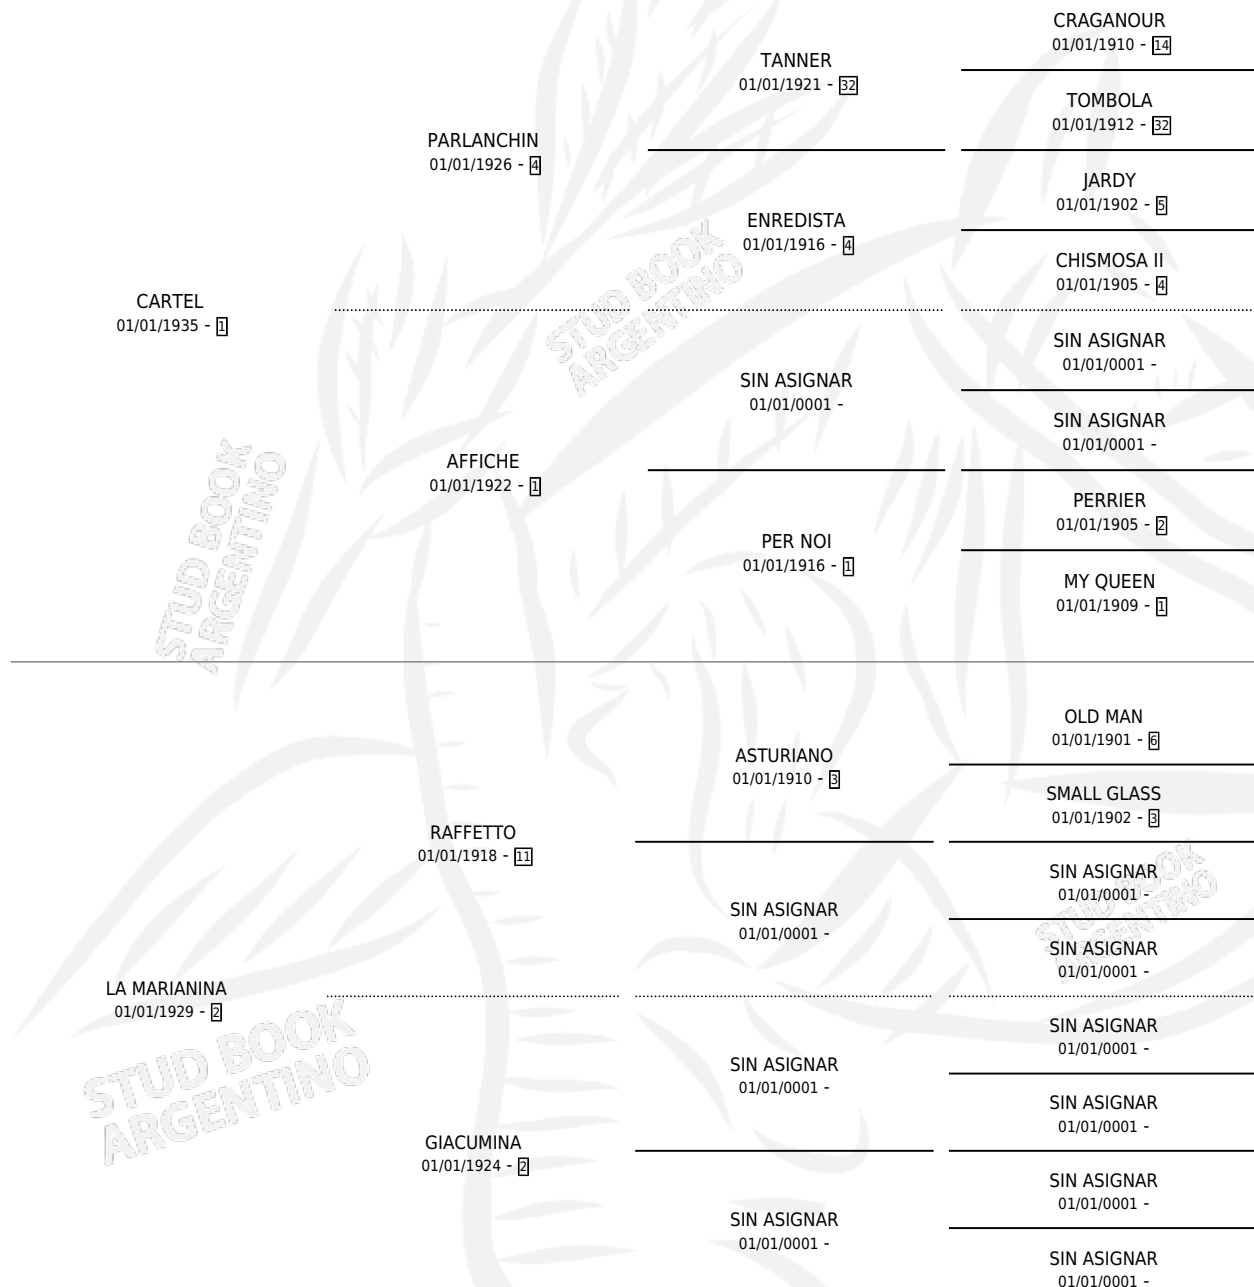 CRAGANOUR
01/01/1910 - 14
TANNER
01/01/1921 - 32
TOMBOLA
01/01/1912 - 32
PARLANCHIN
01/01/1926 - 4
JARDY
01/01/1902 - 5
ENREDISTA
01/01/1916 - 4
CHISMOSA II
01/01/1905 - 4
CARTEL
01/01/1935 - 1
SIN ASIGNAR
01/01/0001 -
SIN ASIGNAR
01/01/0001 -
SIN ASIGNAR
01/01/0001 -
AFFICHE
01/01/1922 - 1
PERRIER
01/01/1905 - 2
PER NOI
01/01/1916 - 1
MY QUEEN
01/01/1909 - 1
OLD MAN
01/01/1901 - 6
ASTURIANO
01/01/1910 - 3
SMALL GLASS
01/01/1902 - 3
RAFFETTO
01/01/1918 - 11
SIN ASIGNAR
01/01/0001 -
SIN ASIGNAR
01/01/0001 -
SIN ASIGNAR
01/01/0001 -
LA MARIANINA
01/01/1929 - 2
SIN ASIGNAR
01/01/0001 -
SIN ASIGNAR
01/01/0001 -
SIN ASIGNAR
01/01/0001 -
GIACUMINA
01/01/1924 - 2
SIN ASIGNAR
01/01/0001 -
SIN ASIGNAR
01/01/0001 -
SIN ASIGNAR
01/01/0001 -
STUD BOOK
ARGENTINO
STUD BOOK
ARGENTINO
STUD BOOK
ARGENTINO
STUD BOOK
ARGENTINO